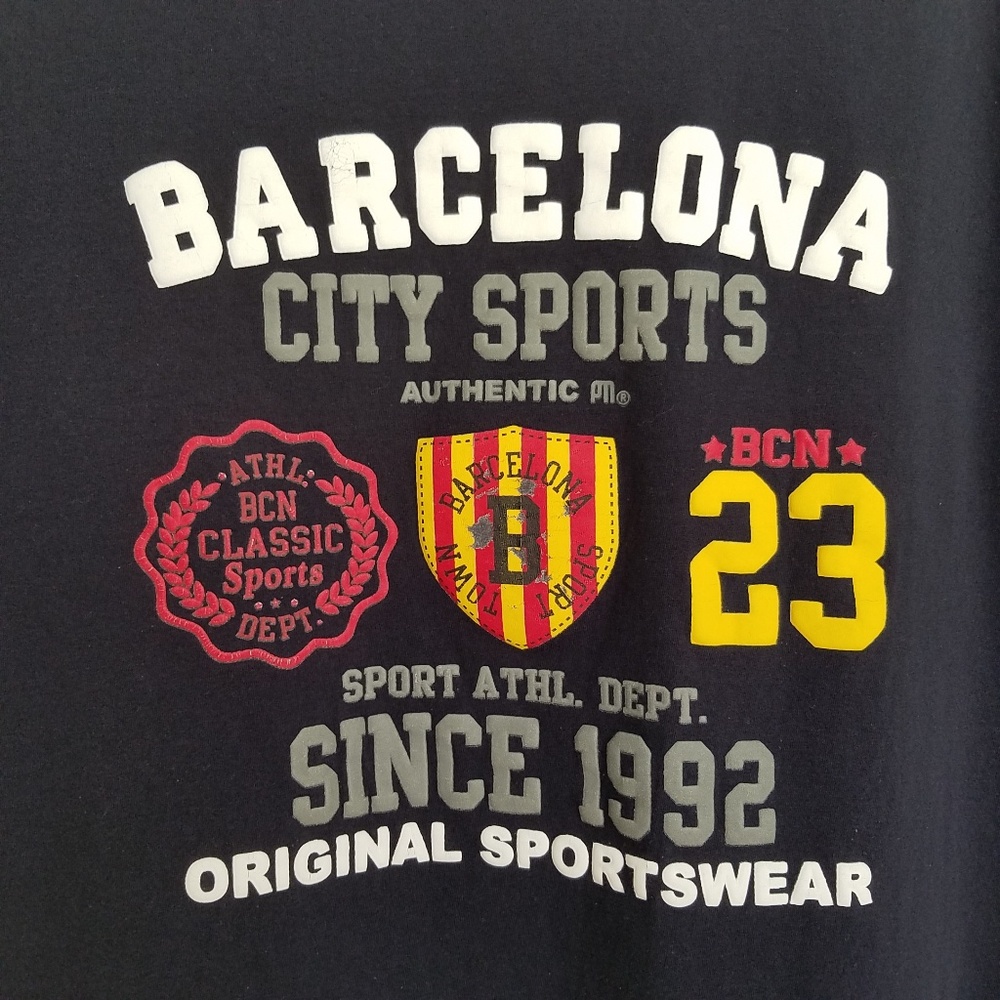 BARCELONA
CITY SPORTS
AUTHENTIC PM®
ATHL.
BCN
CLASSIC
Sports
DEPT.
BARCELONA
B
SPORT
TOWN
BCN
23
SPORT ATHL. DEPT.
SINCE 1992
ORIGINAL SPORTSWEAR